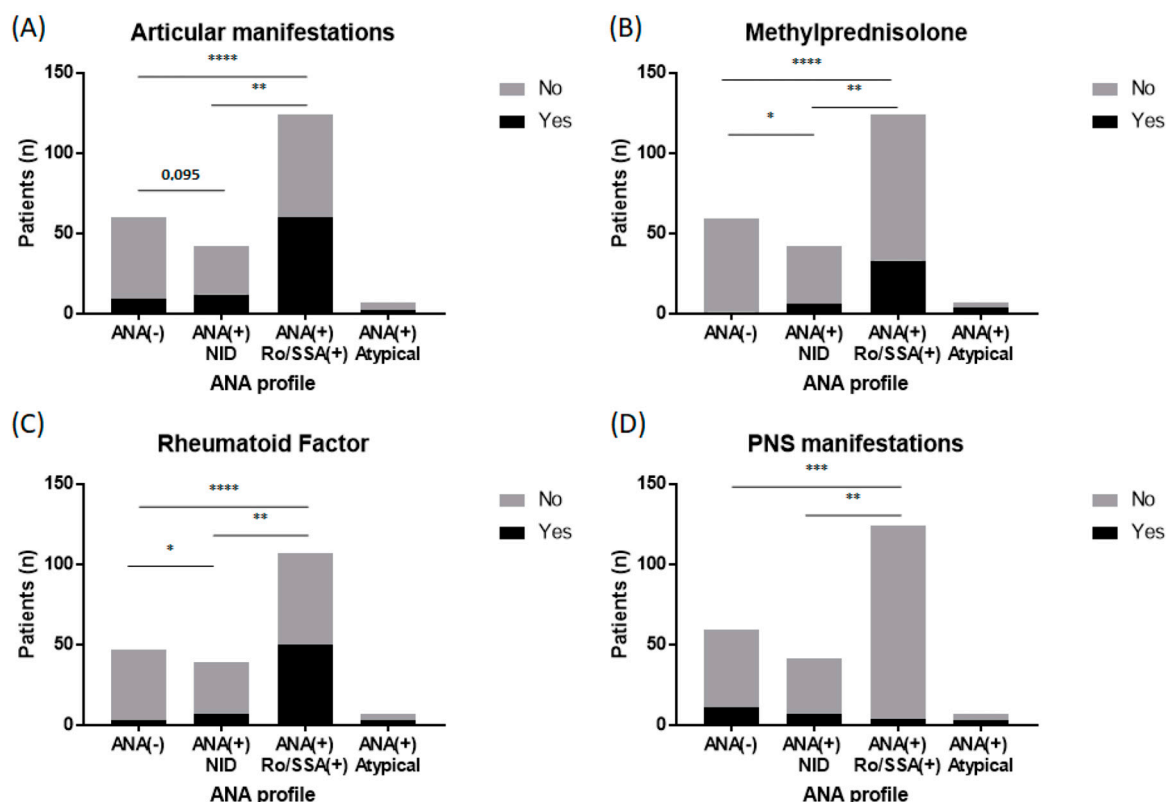 (A)
Articular manifestations
****
**
0,095
150
100
50
0
Patients (n)
No
Yes
ANA(-) ANA(+) ANA(+) ANA(+)
NID Ro/SSA(+) Atypical
ANA profile
(B)
Methylprednisolone
****
**
*
150
100
50
0
Patients (n)
No
Yes
ANA(-) ANA(+) ANA(+) ANA(+)
NID Ro/SSA(+) Atypical
ANA profile
(C)
Rheumatoid Factor
****
**
*
150
100
50
0
Patients (n)
No
Yes
ANA(-) ANA(+) ANA(+) ANA(+)
NID Ro/SSA(+) Atypical
ANA profile
(D)
PNS manifestations
***
**
150
100
50
0
Patients (n)
No
Yes
ANA(-) ANA(+) ANA(+) ANA(+)
NID Ro/SSA(+) Atypical
ANA profile